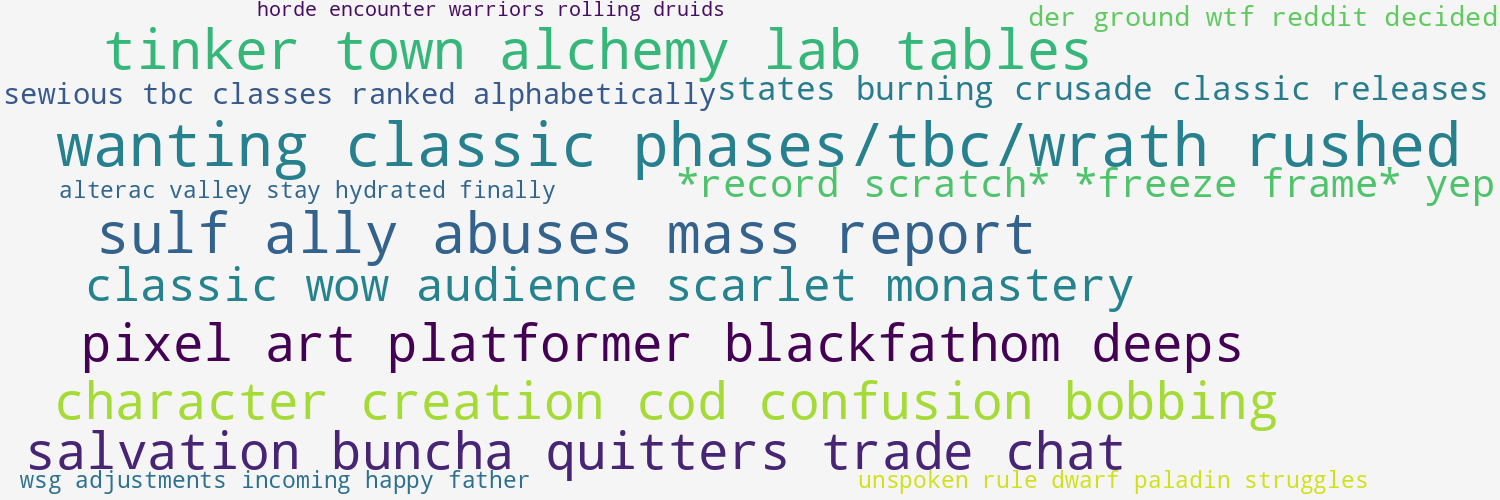 horde encounter warriors rolling druids
der ground wtf reddit decided
tinker town alchemy lab tables
sewious tbc classes ranked alphabetically
states burning crusade classic releases
wanting classic phases/tbc/wrath rushed
alterac valley stay hydrated finally
*record scratch* *freeze frame* yep
sulf ally abuses mass report
classic wow audience scarlet monastery
pixel art platformer blackfathom deeps
character creation cod confusion bobbing
salvation buncha quitters trade chat
wsg adjustments incoming happy father
unspoken rule dwarf paladin struggles